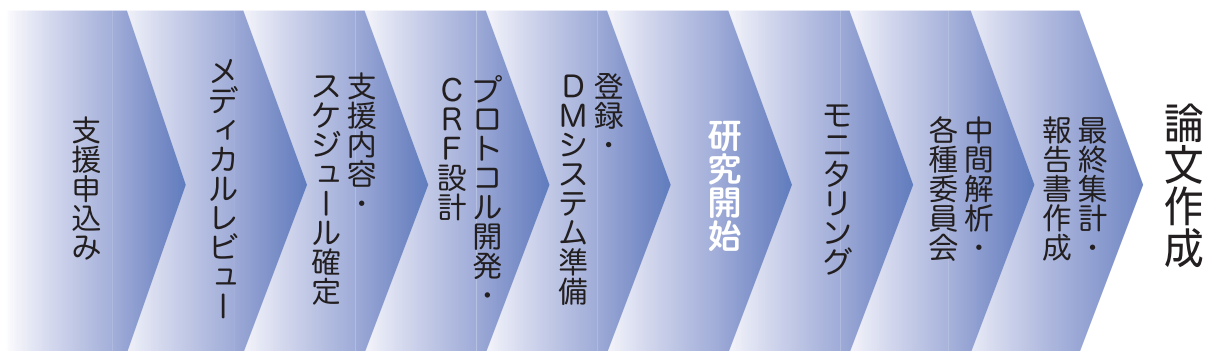 支援申込み
メディカルレビュー
支援内容・
スケジュール確定
プロトコル開発・
CRF設計
登録・
DMシステム準備
研究開始
モニタリング
中間解析・
各種委員会
最終集計・
報告書作成
論文作成